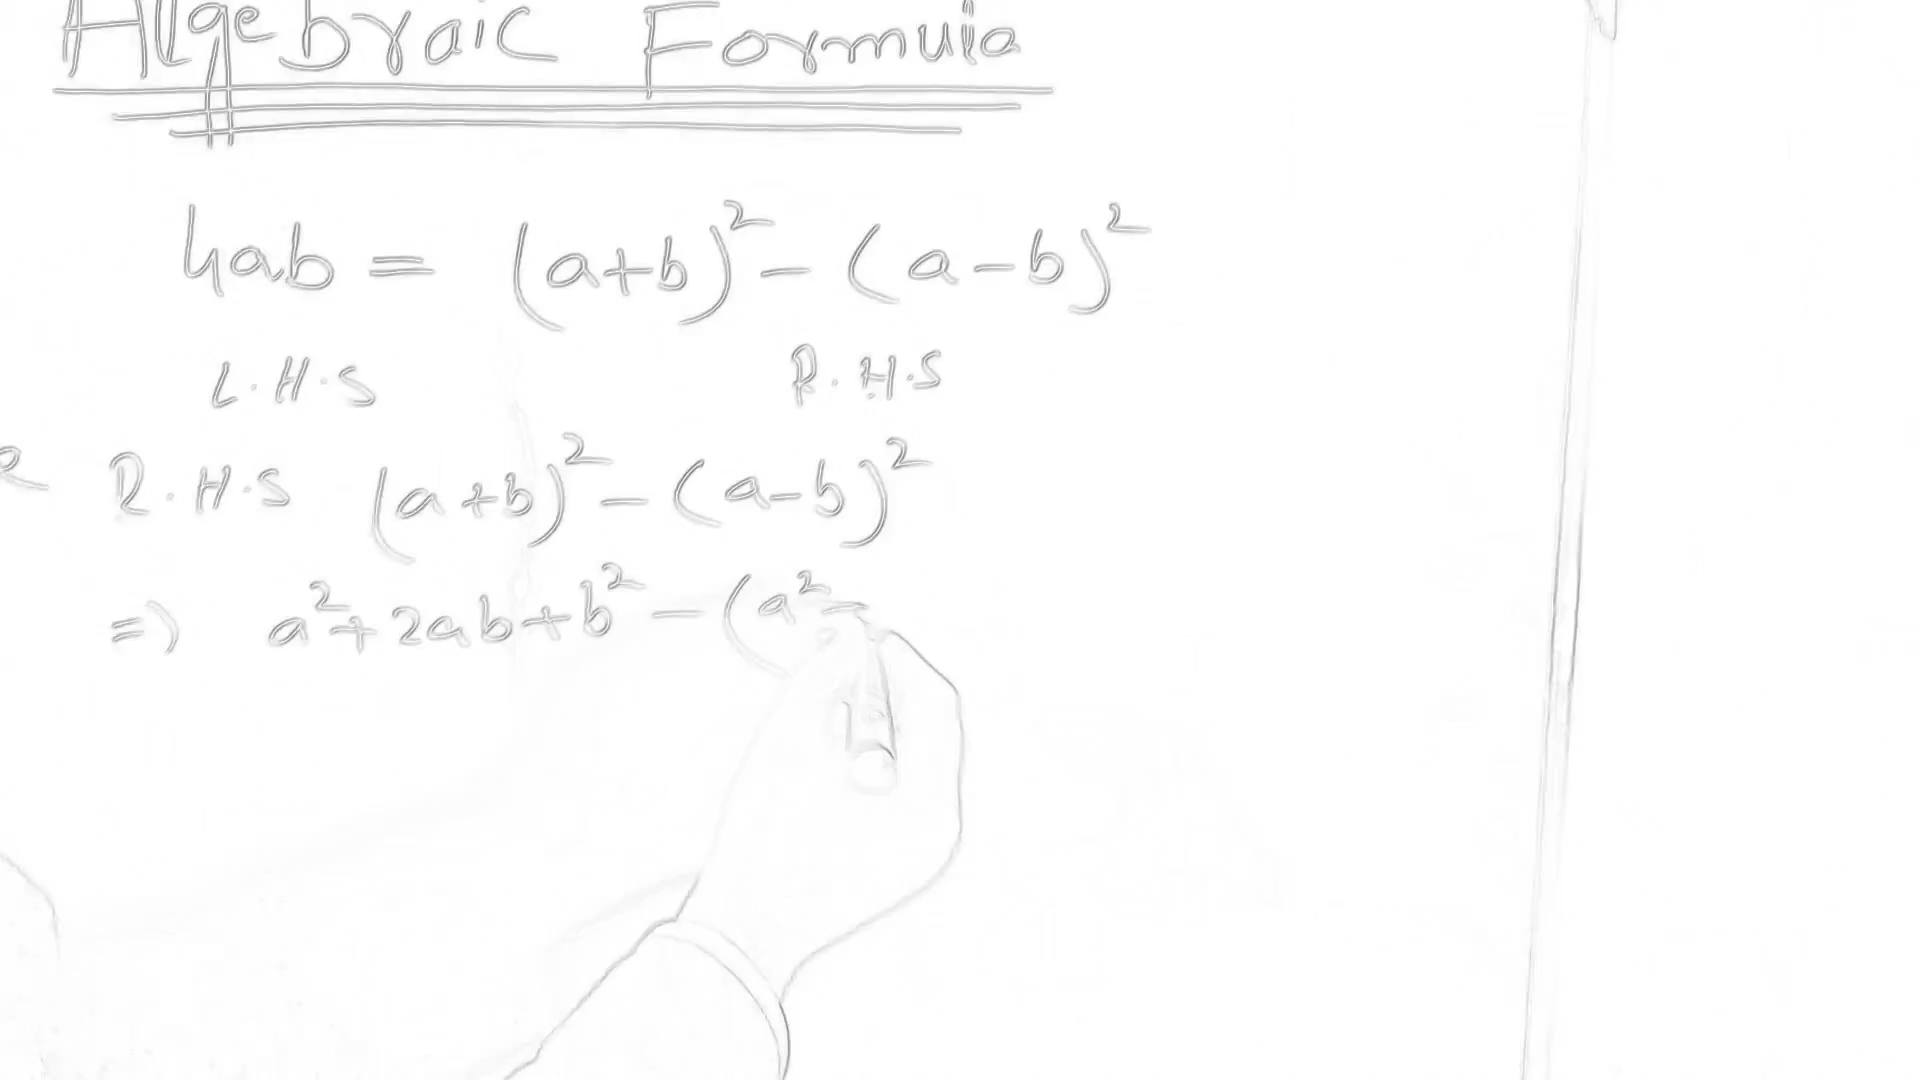 Algebraic Formula
4ab = (a+b)² - (a-b)²
L.H.S R.H.S
R.H.S (a+b)² - (a-b)²
=) a²+2ab+b² - (a²-